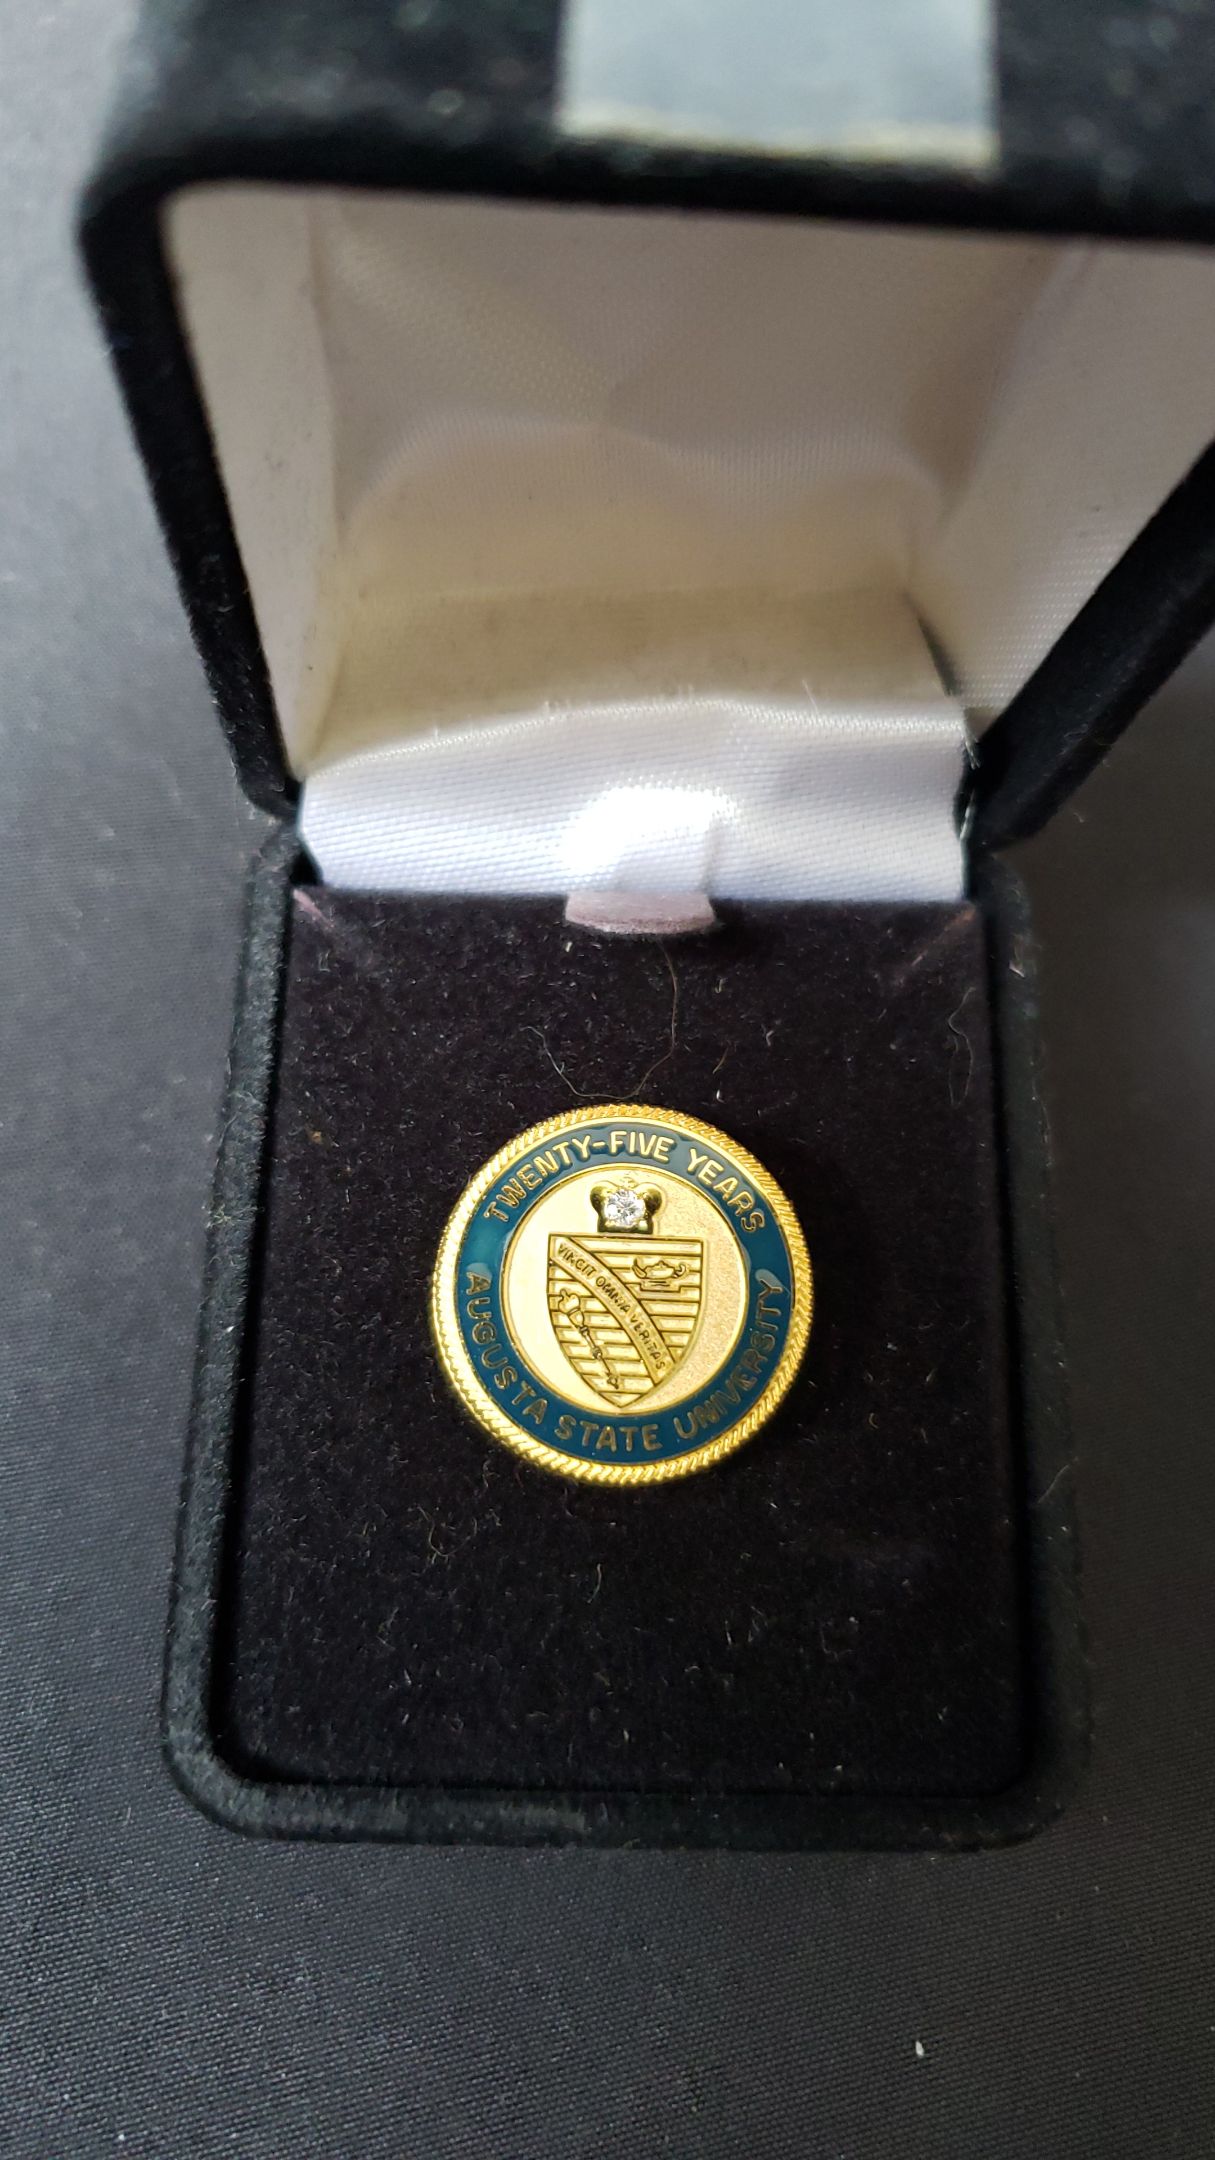 TWENTY-FIVE YEARS
VINCIT OMNIA VERITAS
AUGUSTA STATE UNIVERSITY